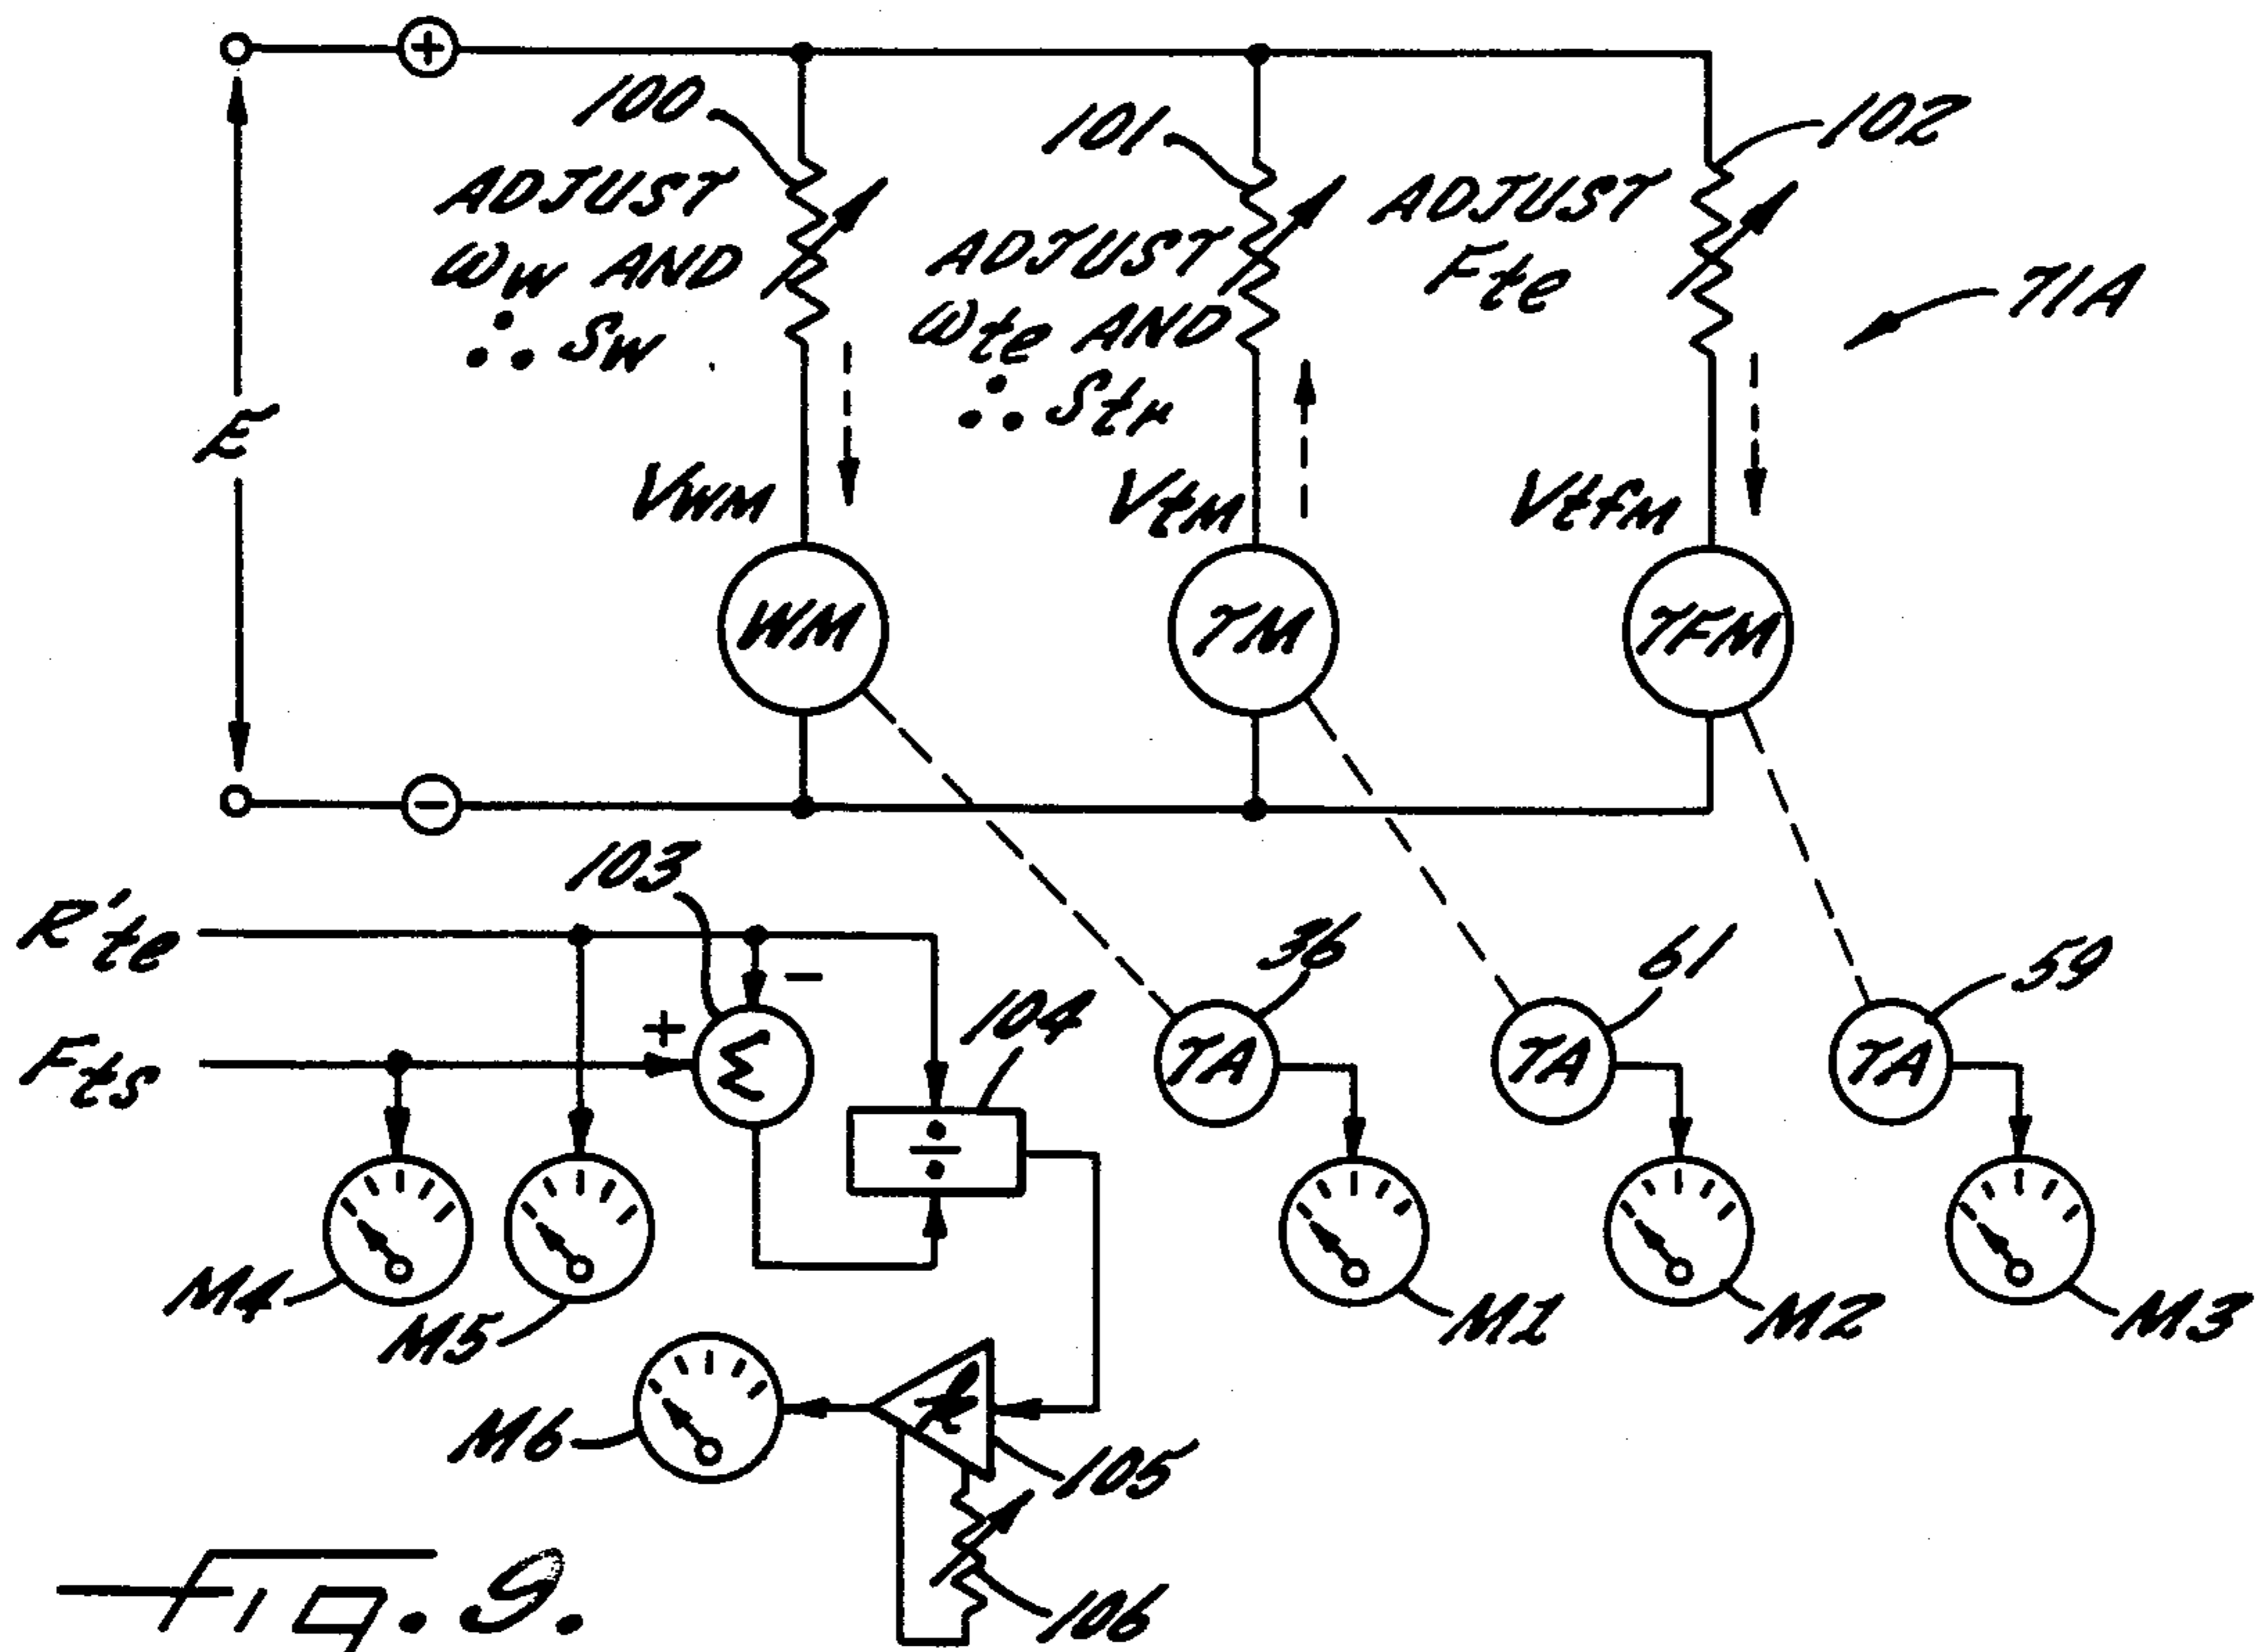 +
100
101
102
ADJUST
ωw AND
∴ Sw
ADJUST
ωte AND
∴ Str
ADJUST
Fte
71A
E
VWM
VtM
Vtfm
WM
TM
TFM
−
103
R'te
−
36
61
59
104
+
Fts
Σ
TA
TA
TA
÷
M4
M5
M1
M2
M3
M6
k
105
106
FIG. 9.